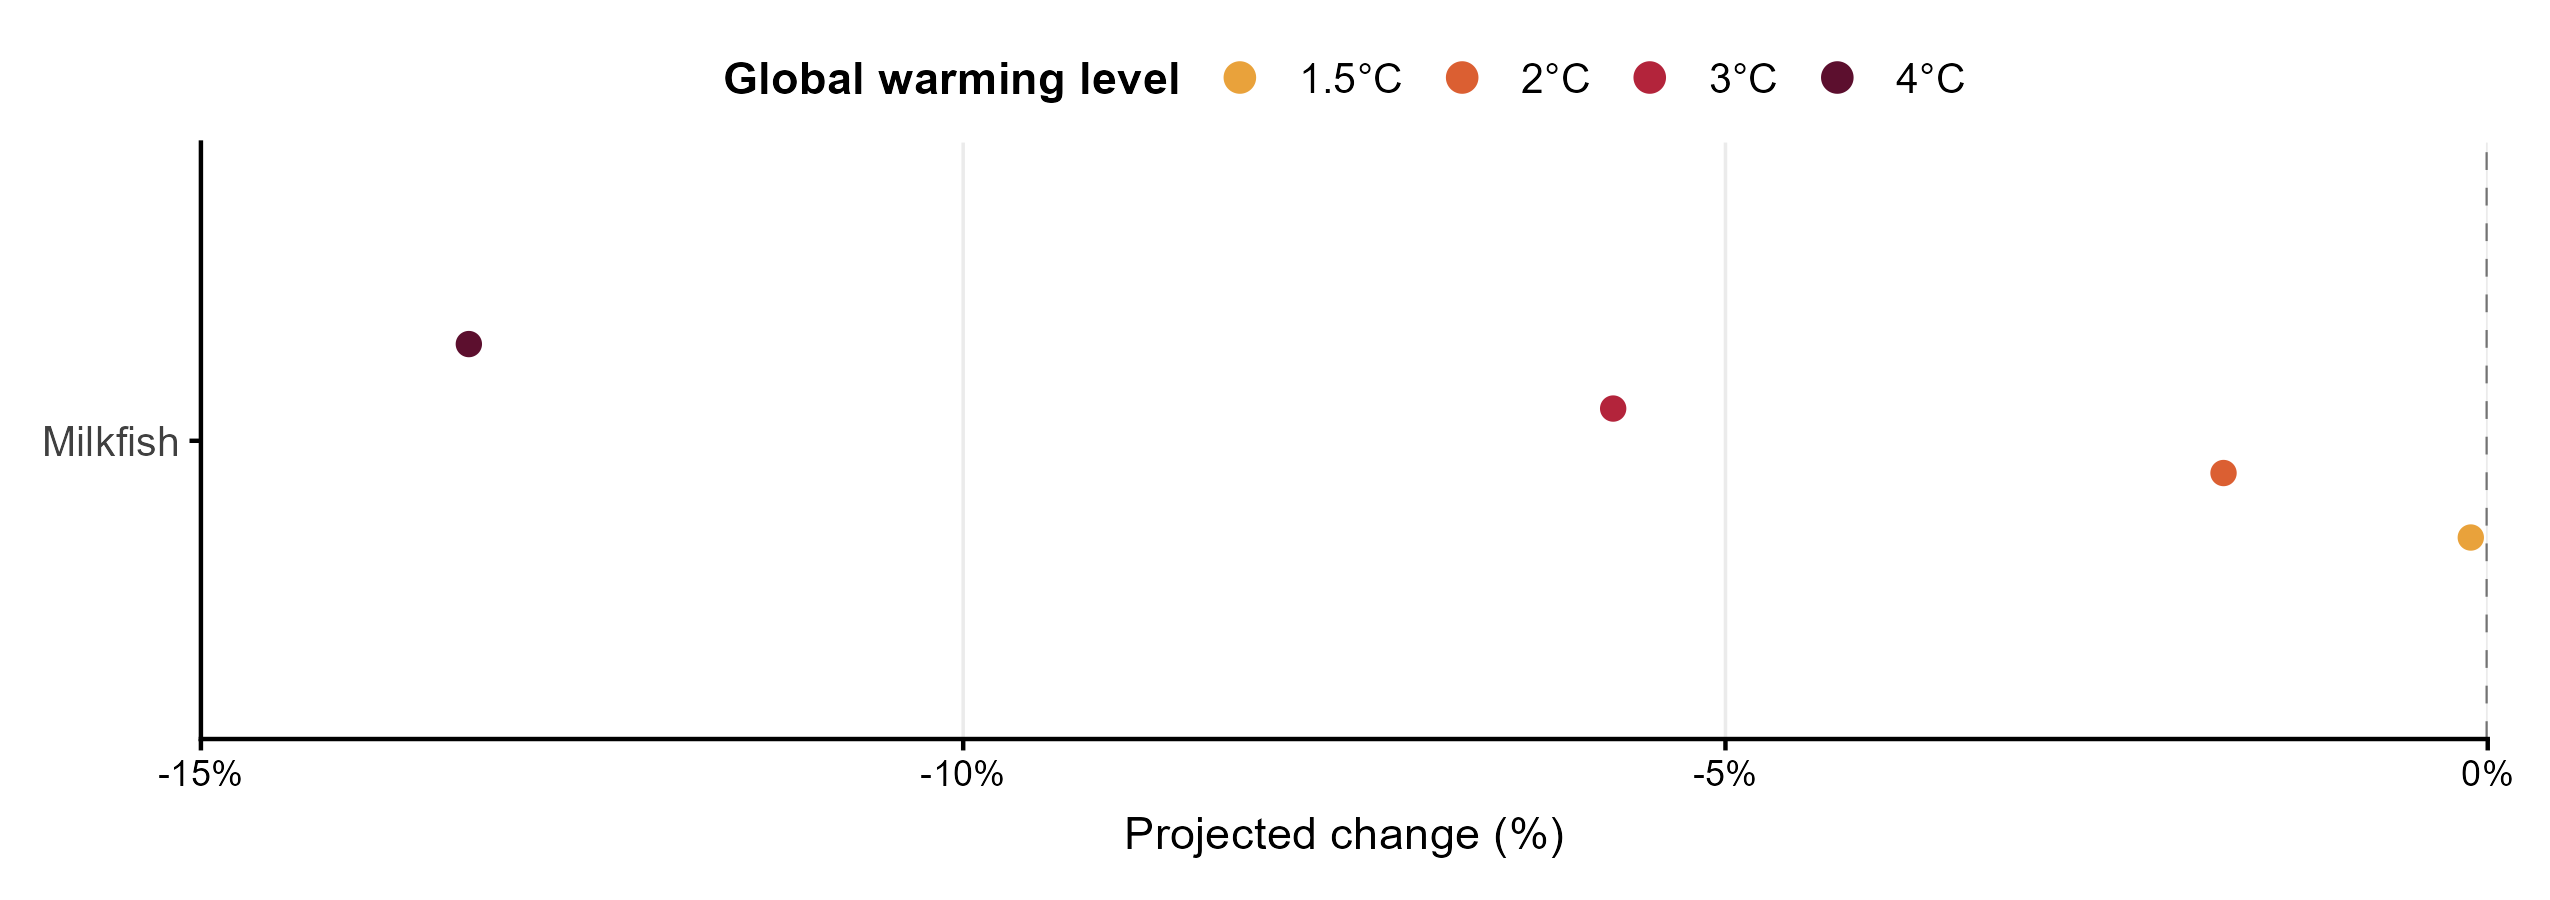 Global warming level 1.5°C 2°C 3°C 4°C
Milkfish
-15% -10% -5% 0%
Projected change (%)